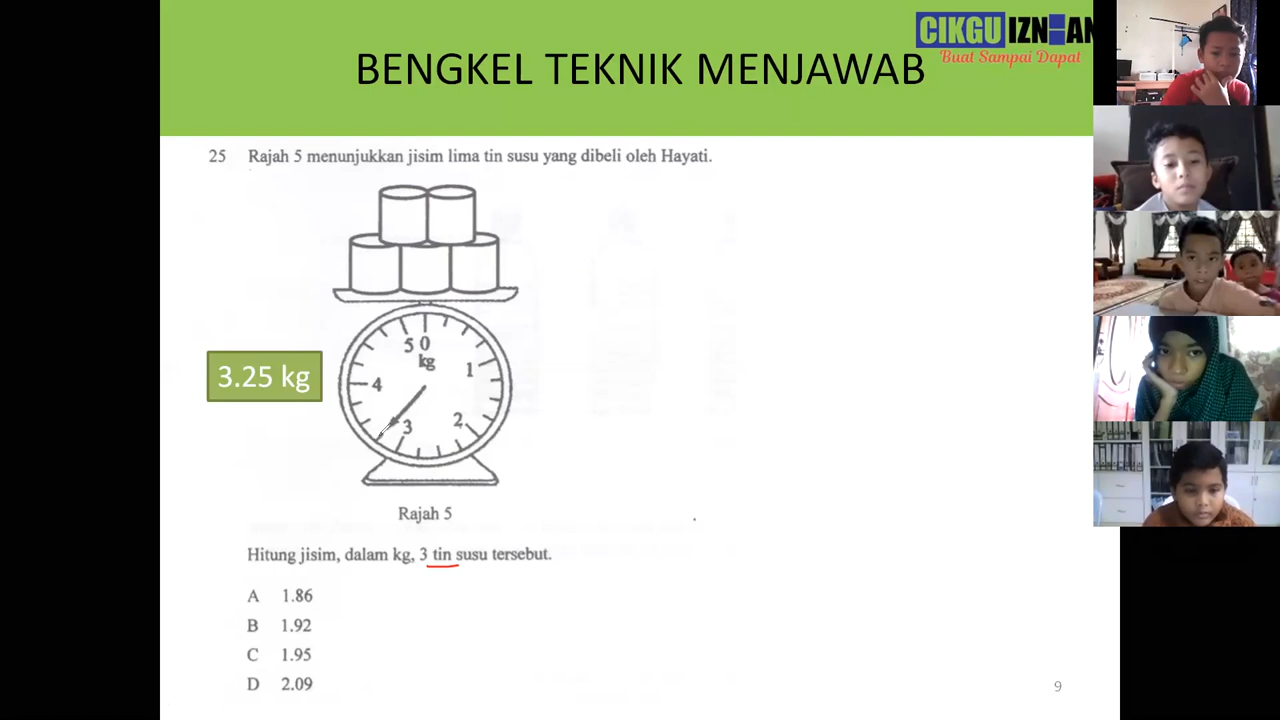 CIKGU IZN AN
Buat Sampai Dapat
BENGKEL TEKNIK MENJAWAB
25 Rajah 5 menunjukkan jisim lima tin susu yang dibeli oleh Hayati.
5 0
kg
1
4
3.25 kg
2
3
Rajah 5
Hitung jisim, dalam kg, 3 tin susu tersebut.
A 1.86
B 1.92
C 1.95
D 2.09
9